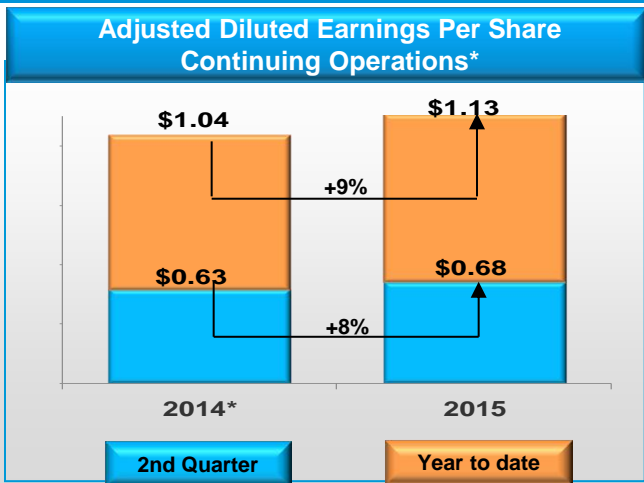 Adjusted Diluted Earnings Per Share
Continuing Operations*
$1.04
$1.13
+9%
$0.63
$0.68
+8%
2014*
2015
2nd Quarter
Year to date